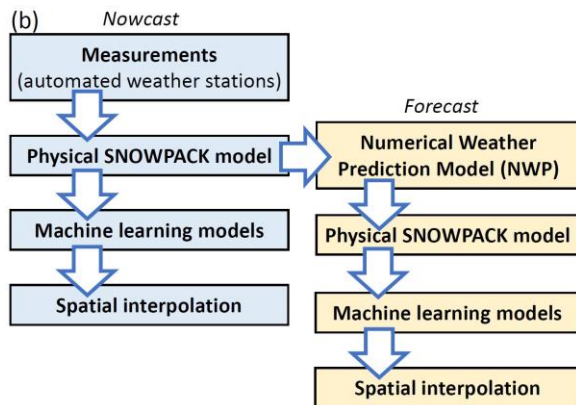 (b)
Nowcast
Measurements
(automated weather stations)
Physical SNOWPACK model
Machine learning models
Spatial interpolation
Forecast
Numerical Weather
Prediction Model (NWP)
Physical SNOWPACK model
Machine learning models
Spatial interpolation